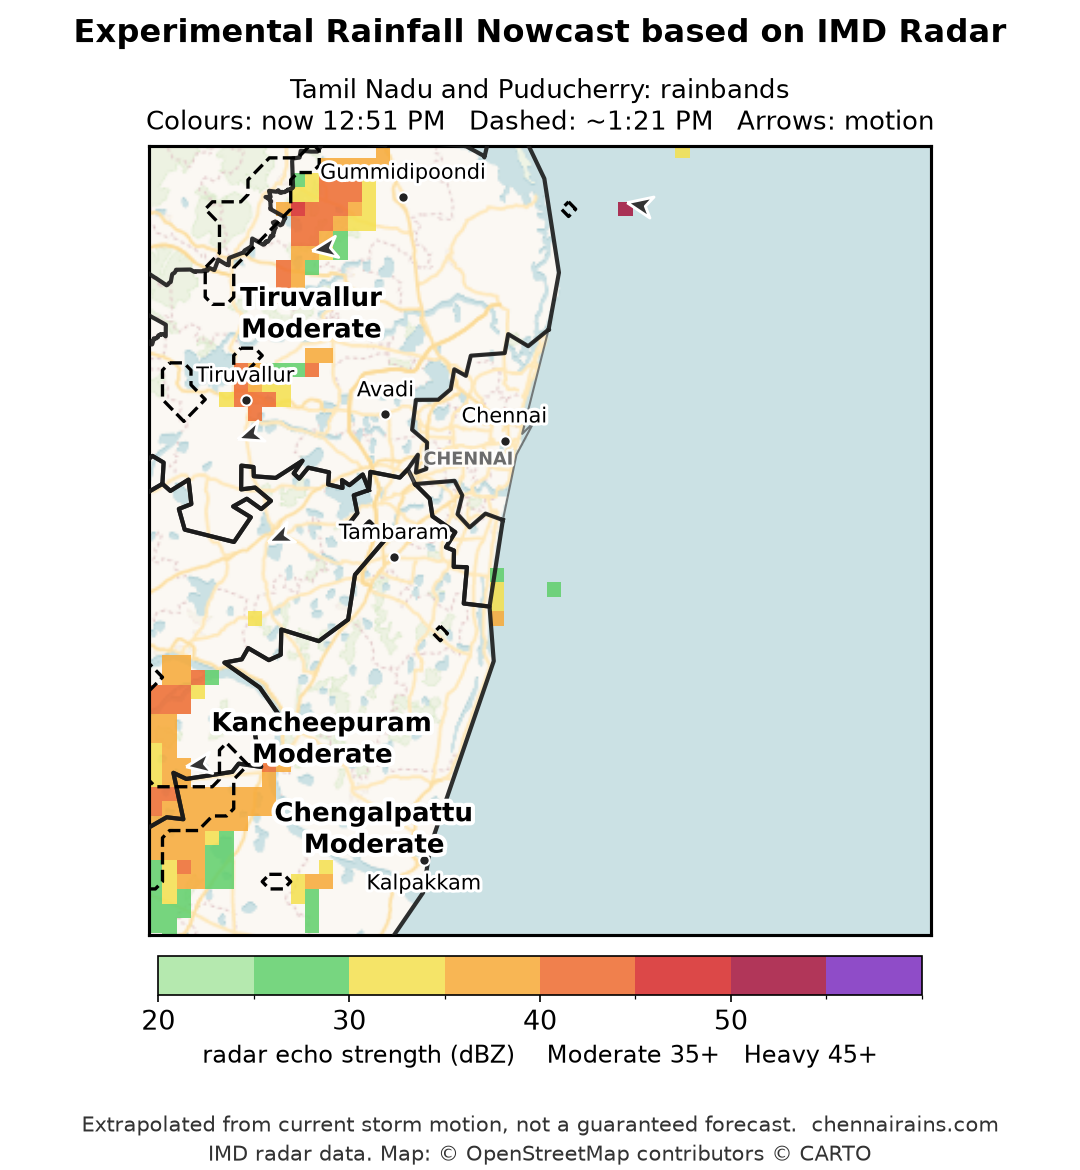 Experimental Rainfall Nowcast based on IMD Radar
Tamil Nadu and Puducherry: rainbands
Colours: now 12:51 PM   Dashed: ~1:21 PM   Arrows: motion
Gummidipoondi
Tiruvallur
Moderate
Tiruvallur
Avadi
Chennai
CHENNAI
Tambaram
Kancheepuram
Moderate
Chengalpattu
Moderate
Kalpakkam
20 30 40 50
radar echo strength (dBZ)    Moderate 35+   Heavy 45+
Extrapolated from current storm motion, not a guaranteed forecast.  chennairains.com
IMD radar data. Map: © OpenStreetMap contributors © CARTO